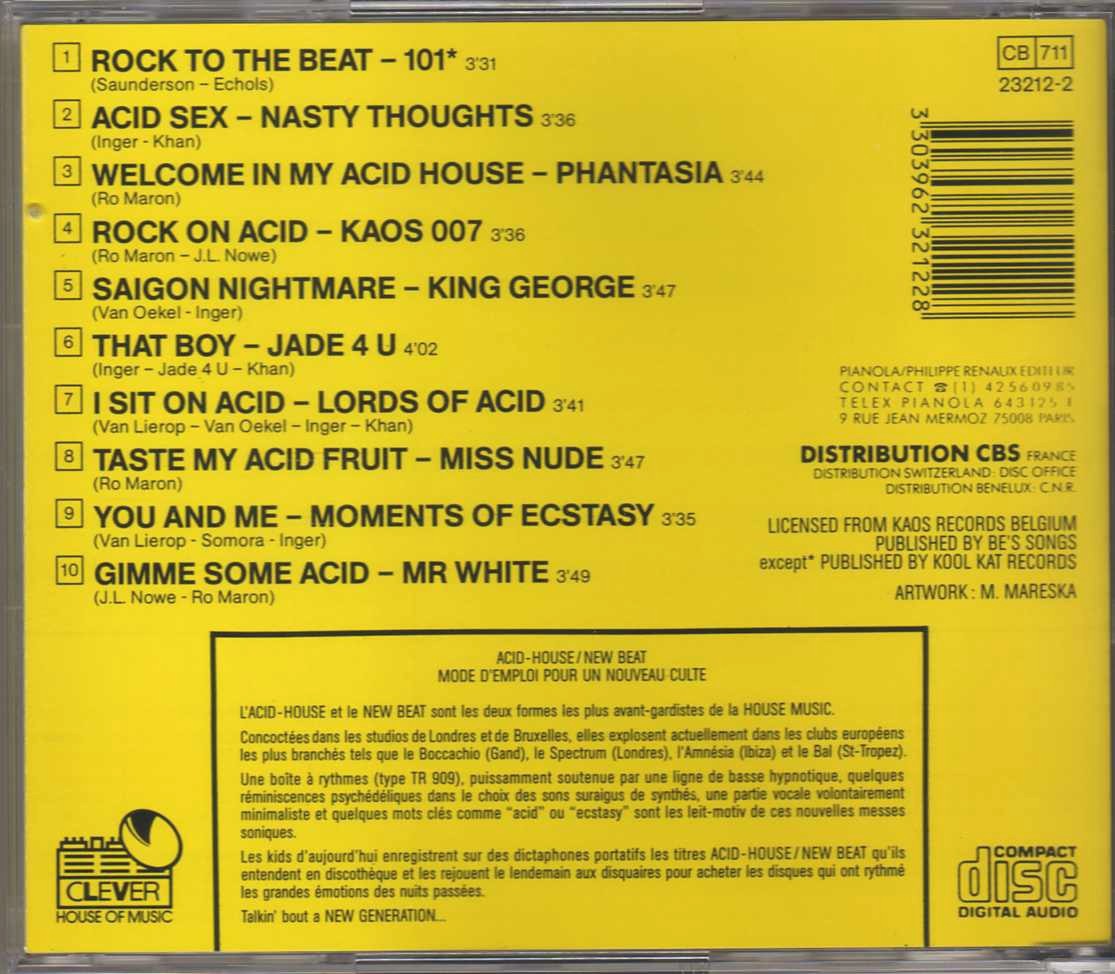 1 ROCK TO THE BEAT – 101* 3'31
(Saunderson – Echols)
2 ACID SEX – NASTY THOUGHTS 3'36
(Inger - Khan)
3 WELCOME IN MY ACID HOUSE – PHANTASIA 3'44
(Ro Maron)
4 ROCK ON ACID – KAOS 007 3'36
(Ro Maron – J.L. Nowe)
5 SAIGON NIGHTMARE – KING GEORGE 3'47
(Van Oekel - Inger)
6 THAT BOY – JADE 4 U 4'02
(Inger – Jade 4 U – Khan)
7 I SIT ON ACID – LORDS OF ACID 3'41
(Van Lierop – Van Oekel – Inger – Khan)
8 TASTE MY ACID FRUIT – MISS NUDE 3'47
(Ro Maron)
9 YOU AND ME – MOMENTS OF ECSTASY 3'35
(Van Lierop - Somora - Inger)
10 GIMME SOME ACID – MR WHITE 3'49
(J.L. Nowe - Ro Maron)
CB 711
23212-2
3 303962 321228
PIANOLA/PHILIPPE RENAUX EDITEUR
CONTACT ☎ (1) 42560985
TELEX PIANOLA 643125 F
9 RUE JEAN MERMOZ 75008 PARIS
DISTRIBUTION CBS FRANCE
DISTRIBUTION SWITZERLAND: DISC OFFICE
DISTRIBUTION BENELUX: C.N.R.
LICENSED FROM KAOS RECORDS BELGIUM
PUBLISHED BY BE'S SONGS
except* PUBLISHED BY KOOL KAT RECORDS
ARTWORK : M. MARESKA
ACID-HOUSE/NEW BEAT
MODE D'EMPLOI POUR UN NOUVEAU CULTE
L'ACID-HOUSE et le NEW BEAT sont les deux formes les plus avant-gardistes de la HOUSE MUSIC.
Concoctées dans les studios de Londres et de Bruxelles, elles explosent actuellement dans les clubs européens
les plus branchés tels que le Boccachio (Gand), le Spectrum (Londres), l'Amnésia (Ibiza) et le Bal (St-Tropez).
Une boîte à rythmes (type TR 909), puissamment soutenue par une ligne de basse hypnotique, quelques
réminiscences psychédéliques dans le choix des sons suraigus de synthés, une partie vocale volontairement
minimaliste et quelques mots clés comme "acid" ou "ecstasy" sont les leit-motiv de ces nouvelles messes
soniques.
Les kids d'aujourd'hui enregistrent sur des dictaphones portatifs les titres ACID-HOUSE/NEW BEAT qu'ils
entendent en discothèque et les rejouent le lendemain aux disquaires pour acheter les disques qui ont rythmé
les grandes émotions des nuits passées.
Talkin' bout a NEW GENERATION...
CLEVER
HOUSE OF MUSIC
COMPACT
disc
DIGITAL AUDIO